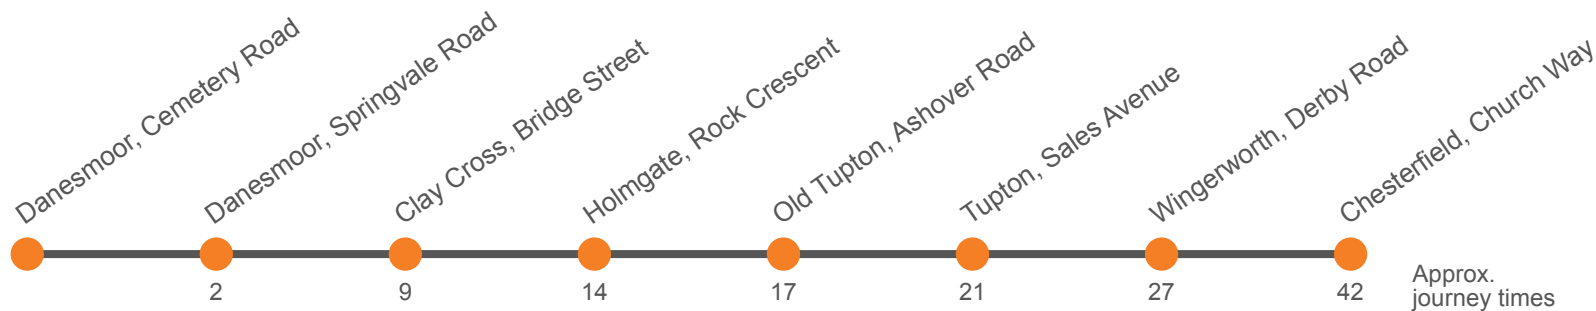 Danesmoor, Cemetery Road
Danesmoor, Springvale Road
Clay Cross, Bridge Street
Holmgate, Rock Crescent
Old Tupton, Ashover Road
Tupton, Sales Avenue
Wingerworth, Derby Road
Chesterfield, Church Way
2
9
14
17
21
27
42
Approx.
journey times